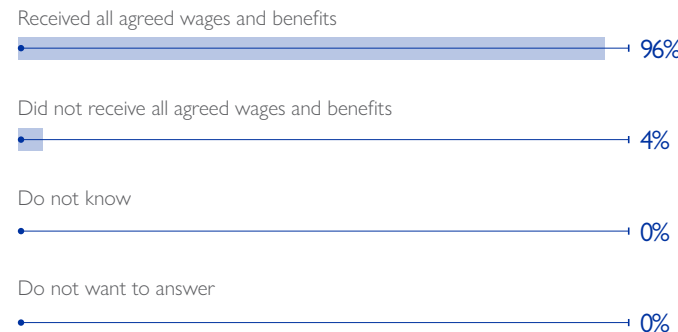 Received all agreed wages and benefits
96%
Did not receive all agreed wages and benefits
4%
Do not know
0%
Do not want to answer
0%